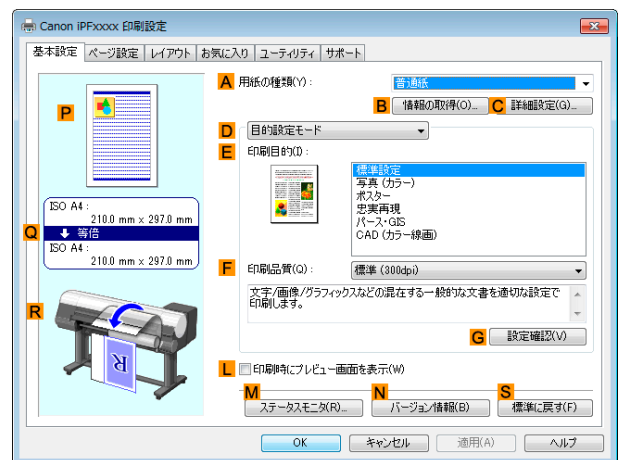 Canon iPFxxxx 印刷設定
基本設定 ページ設定 レイアウト お気に入り ユーティリティ サポート
A 用紙の種類(Y): 普通紙
B 情報の取得(O)... C 詳細設定(G)...
P
D 目的設定モード
E 印刷目的(I):
標準設定
写真 (カラー)
ポスター
忠実再現
パース・GIS
CAD (カラー線画)
ISO A4 :
210.0 mm × 297.0 mm
Q 等倍
ISO A4 :
210.0 mm × 297.0 mm
F 印刷品質(Q): 標準 (300dpi)
文字/画像/グラフィックスなどの混在する一般的な文書を適切な設定で
印刷します。
R
R
G 設定確認(V)
L 印刷時にプレビュー画面を表示(W)
M ステータスモニタ(R)... N バージョン情報(B) S 標準に戻す(F)
OK キャンセル 適用(A) ヘルプ